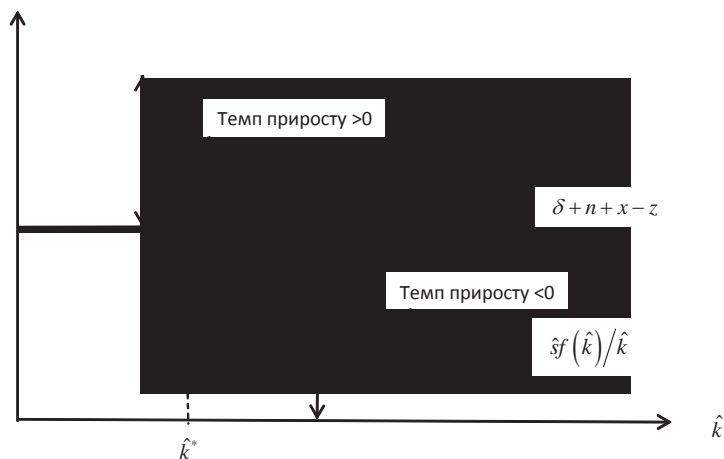 Темп приросту >0
δ + n + x – z
Темп приросту <0
ŝf(k̂)/k̂
k̂
k̂*